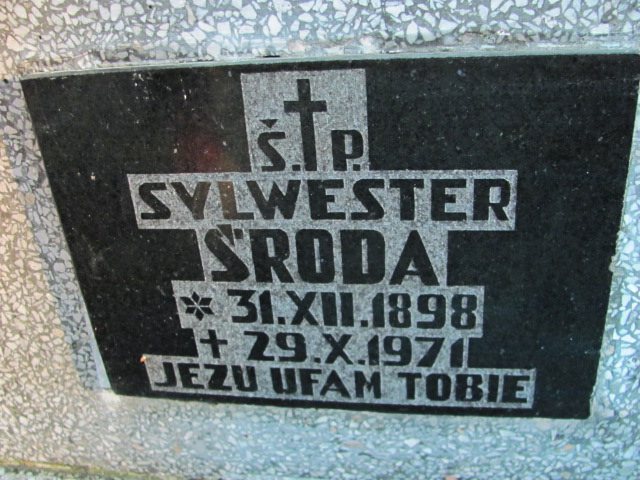 Ś.P.
SYLWESTER
ŚRODA
* 31.XII.1898
+ 29.X.1971
JEZU UFAM TOBIE